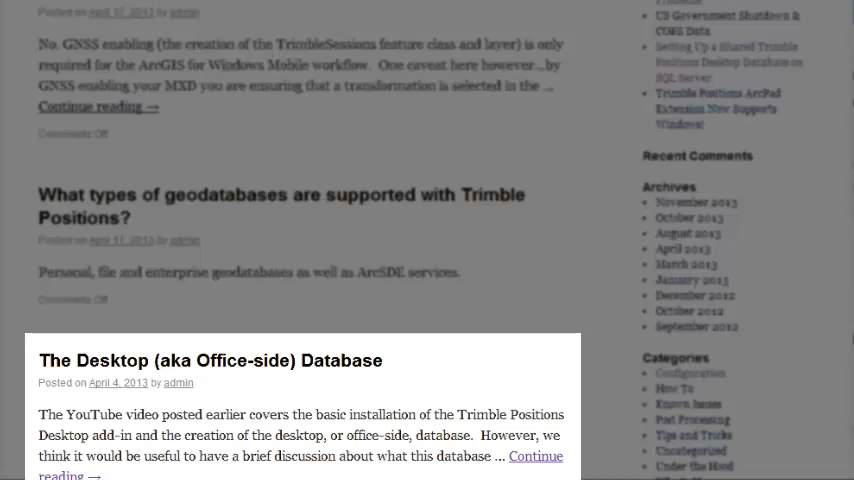 Posted on April 17, 2013 by admin
No. GNSS enabling (the creation of the TrimbleSessions feature class and layer) is only
required for the ArcGIS for Windows Mobile workflow. One caveat here however...by
GNSS enabling your MXD you are ensuring that a transformation is selected in the ...
Continue reading →
Comments Off
What types of geodatabases are supported with Trimble
Positions?
Posted on April 17, 2013 by admin
Personal, file and enterprise geodatabases as well as ArcSDE services.
Comments Off
The Desktop (aka Office-side) Database
Posted on April 4, 2013 by admin
The YouTube video posted earlier covers the basic installation of the Trimble Positions
Desktop add-in and the creation of the desktop, or office-side, database. However, we
think it would be useful to have a brief discussion about what this database ... Continue
reading →
US Government Shutdown &
CORS Data
Setting Up a Shared Trimble
Positions Desktop Database on
SQL Server
Trimble Positions ArcPad
Extension Now Supports
Windows!
Recent Comments
Archives
November 2013
October 2013
August 2013
April 2013
March 2013
January 2013
December 2012
October 2012
September 2012
Categories
Configuration
How To
Known Issues
Post Processing
Tips and Tricks
Uncategorized
Under the Hood